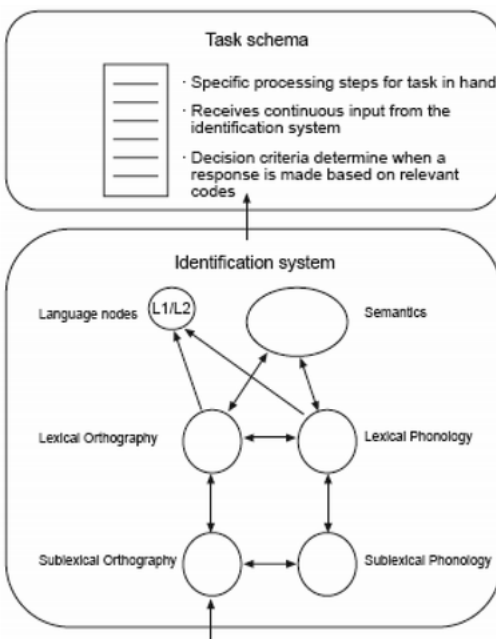 Task schema
· Specific processing steps for task in hand
· Receives continuous input from the
identification system
· Decision criteria determine when a
response is made based on relevant
codes
Identification system
Language nodes
L1/L2
Semantics
Lexical Orthography
Lexical Phonology
Sublexical Orthography
Sublexical Phonology